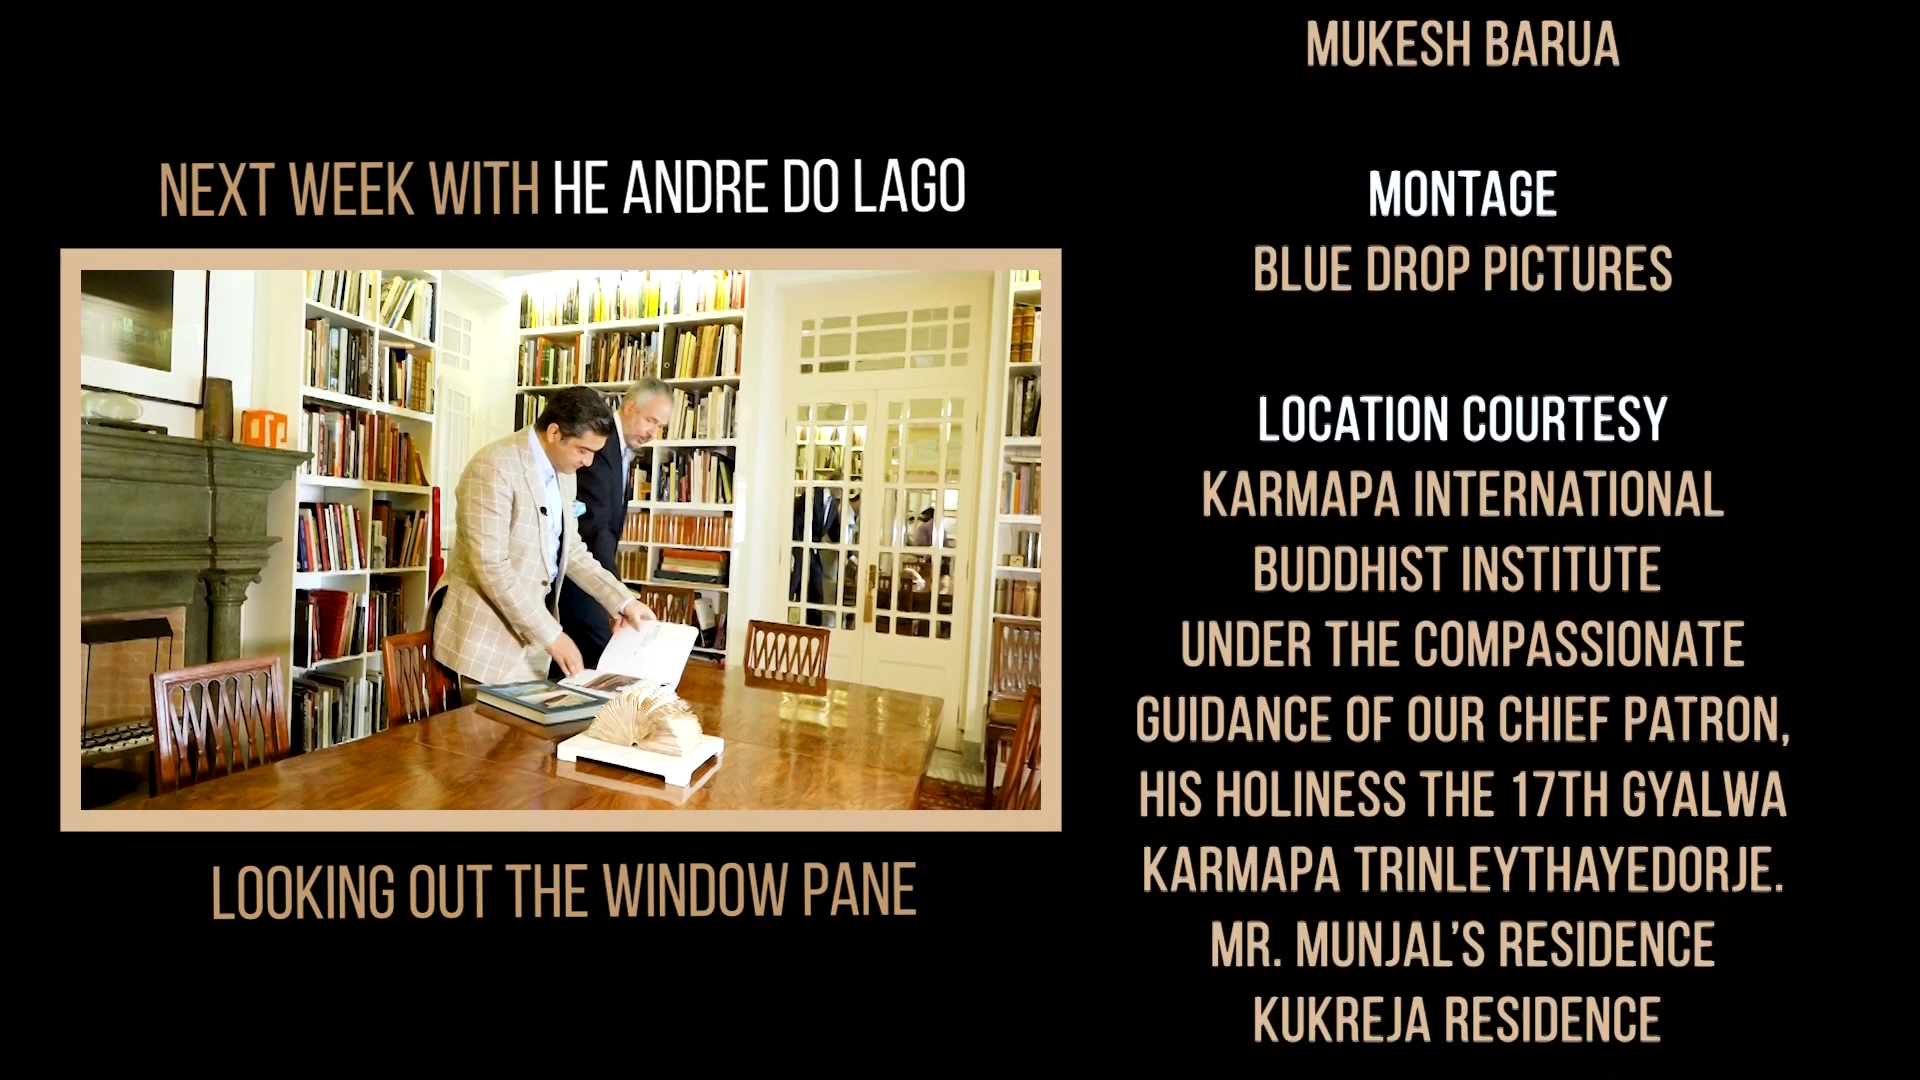 NEXT WEEK WITH HE ANDRE DO LAGO
LOOKING OUT THE WINDOW PANE
MUKESH BARUA
MONTAGE
BLUE DROP PICTURES
LOCATION COURTESY
KARMAPA INTERNATIONAL
BUDDHIST INSTITUTE
UNDER THE COMPASSIONATE
GUIDANCE OF OUR CHIEF PATRON,
HIS HOLINESS THE 17TH GYALWA
KARMAPA TRINLEYTHAYEDORJE.
MR. MUNJAL'S RESIDENCE
KUKREJA RESIDENCE